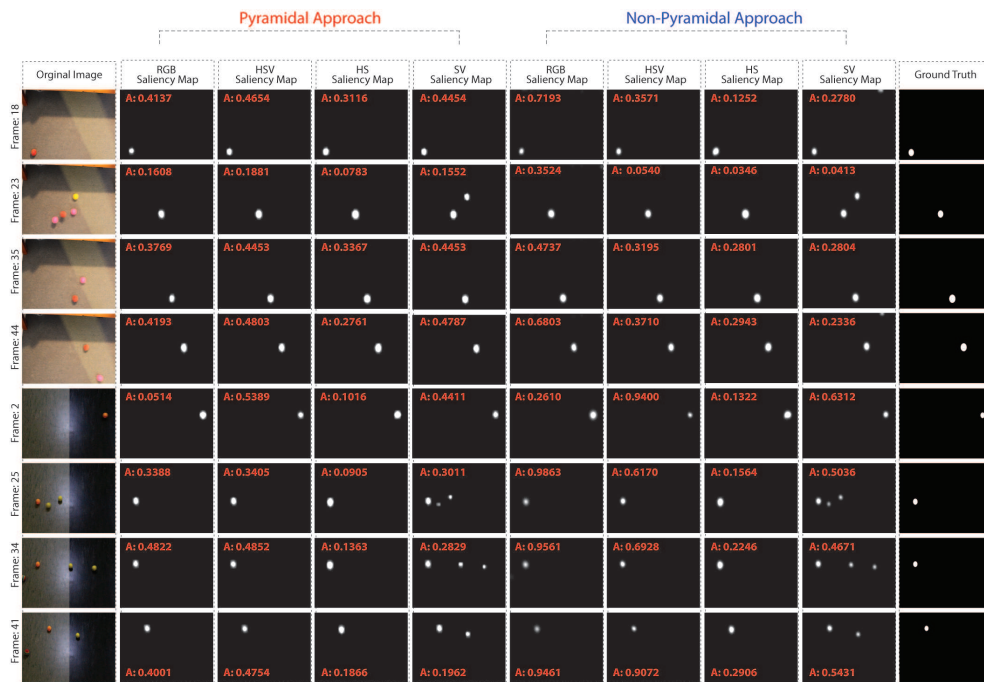 Pyramidal Approach
Non-Pyramidal Approach
Orginal Image
RGB
Saliency Map
HSV
Saliency Map
HS
Saliency Map
SV
Saliency Map
RGB
Saliency Map
HSV
Saliency Map
HS
Saliency Map
SV
Saliency Map
Ground Truth
Frame: 18
A: 0.4137
A: 0.4654
A: 0.3116
A: 0.4454
A: 0.7193
A: 0.3571
A: 0.1252
A: 0.2780
Frame: 23
A: 0.1608
A: 0.1881
A: 0.0783
A: 0.1552
A: 0.3524
A: 0.0540
A: 0.0346
A: 0.0413
Frame: 35
A: 0.3769
A: 0.4453
A: 0.3367
A: 0.4453
A: 0.4737
A: 0.3195
A: 0.2801
A: 0.2804
Frame: 44
A: 0.4193
A: 0.4803
A: 0.2761
A: 0.4787
A: 0.6803
A: 0.3710
A: 0.2943
A: 0.2336
Frame: 2
A: 0.0514
A: 0.5389
A: 0.1016
A: 0.4411
A: 0.2610
A: 0.9400
A: 0.1322
A: 0.6312
Frame: 25
A: 0.3388
A: 0.3405
A: 0.0905
A: 0.3011
A: 0.9863
A: 0.6170
A: 0.1564
A: 0.5036
Frame: 34
A: 0.4822
A: 0.4852
A: 0.1363
A: 0.2829
A: 0.9561
A: 0.6928
A: 0.2246
A: 0.4671
Frame: 41
A: 0.4001
A: 0.4754
A: 0.1866
A: 0.1962
A: 0.9461
A: 0.9072
A: 0.2906
A: 0.5431